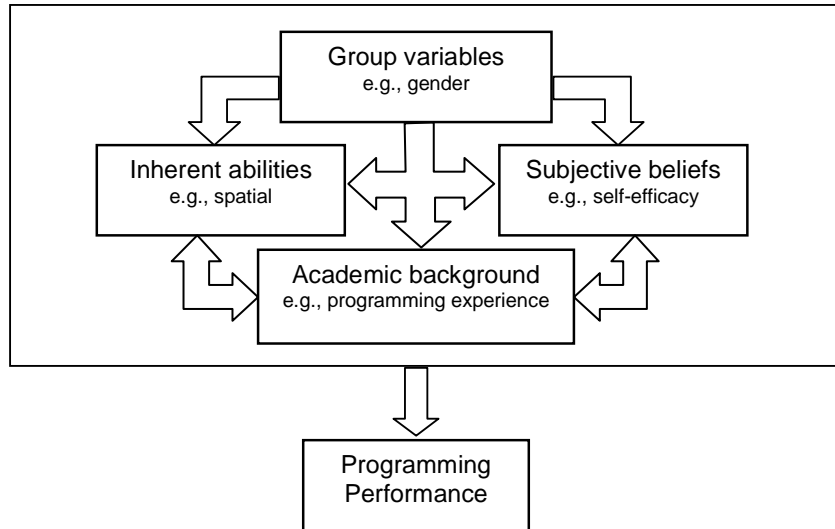 Group variables
e.g., gender
Inherent abilities
e.g., spatial
Subjective beliefs
e.g., self-efficacy
Academic background
e.g., programming experience
Programming
Performance